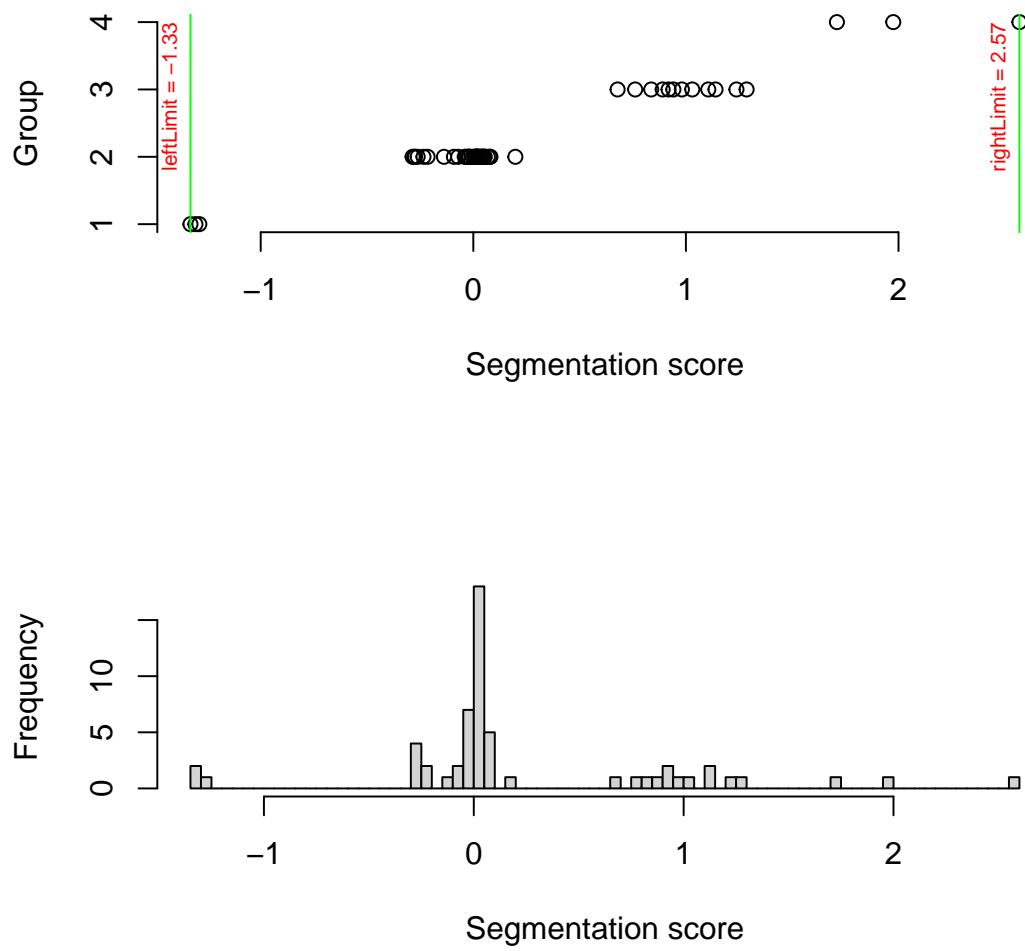 Group
4
3
2
1
leftLimit = −1.33
rightLimit = 2.57
−1 0 1 2
Segmentation score
Frequency
10
5
0
−1 0 1 2
Segmentation score